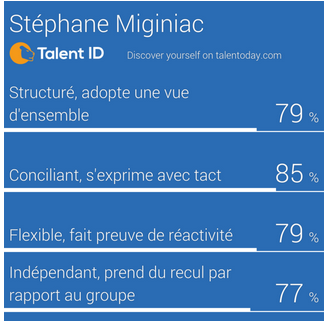 Stéphane Miginiac
Talent ID Discover yourself on talentoday.com
Structuré, adopte une vue
d'ensemble
79 %
Conciliant, s'exprime avec tact 85 %
Flexible, fait preuve de réactivité 79 %
Indépendant, prend du recul par
rapport au groupe
77 %